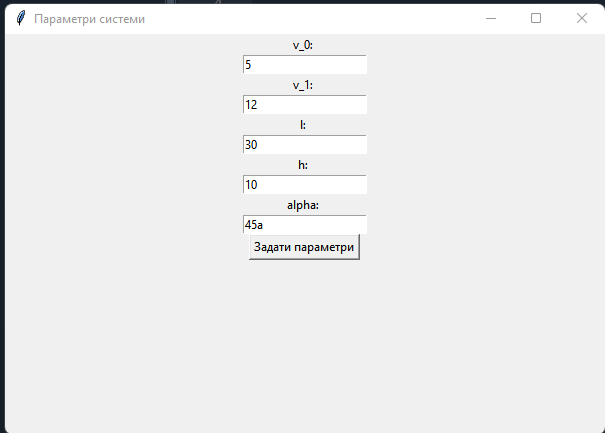 Параметри системи
v_0:
5
v_1:
12
l:
30
h:
10
alpha:
45a
Задати параметри